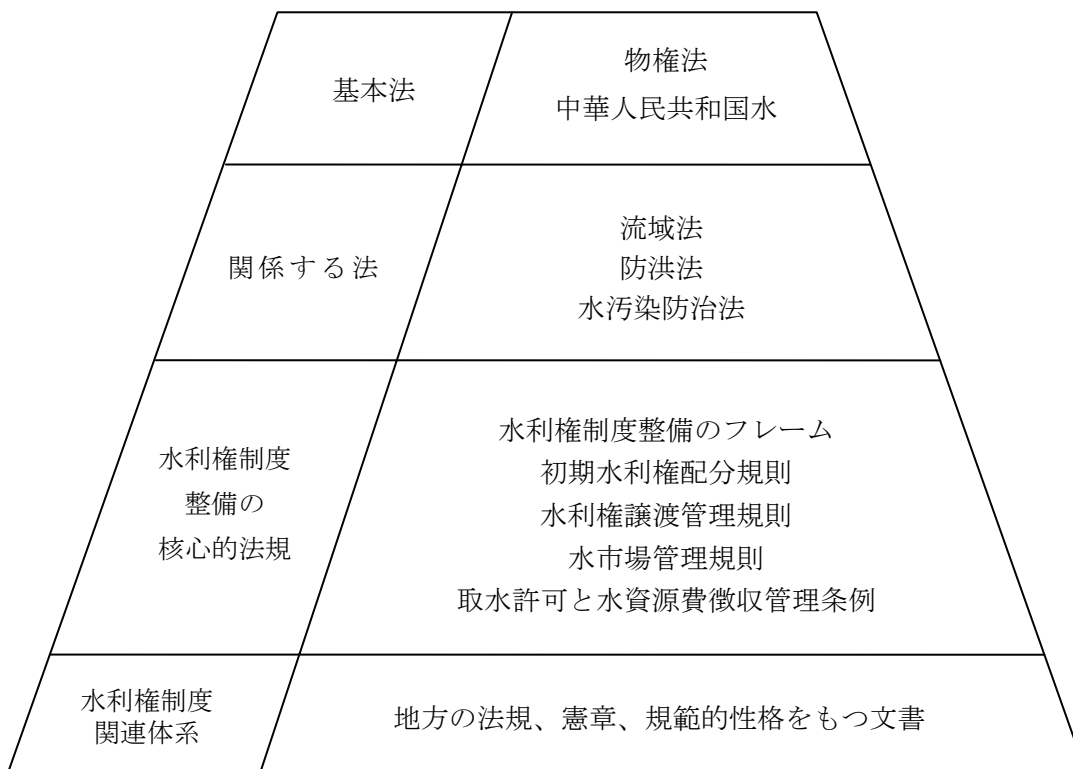 基本法
物権法
中華人民共和国水
関係する法
流域法
防洪法
水汚染防治法
水利権制度
整備の
核心的法規
水利権制度整備のフレーム
初期水利権配分規則
水利権譲渡管理規則
水市場管理規則
取水許可と水資源費徴収管理条例
水利権制度
関連体系
地方の法規、憲章、規範的性格をもつ文書